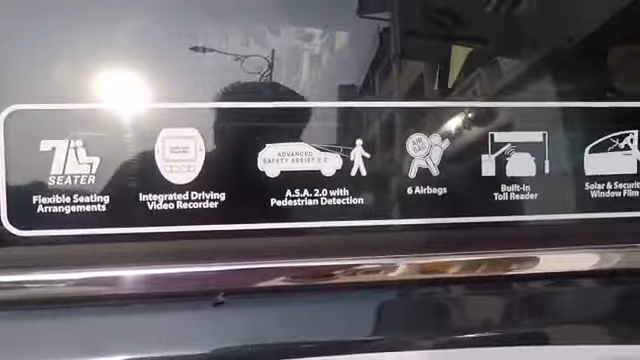 7
SEATER
Flexible Seating
Arrangements
Integrated Driving
Video Recorder
ADVANCED
SAFETY ASSIST 2.0
A.S.A. 2.0 with
Pedestrian Detection
AIR
BAG
6 Airbags
Built-In
Toll Reader
Solar & Securit
Window Film